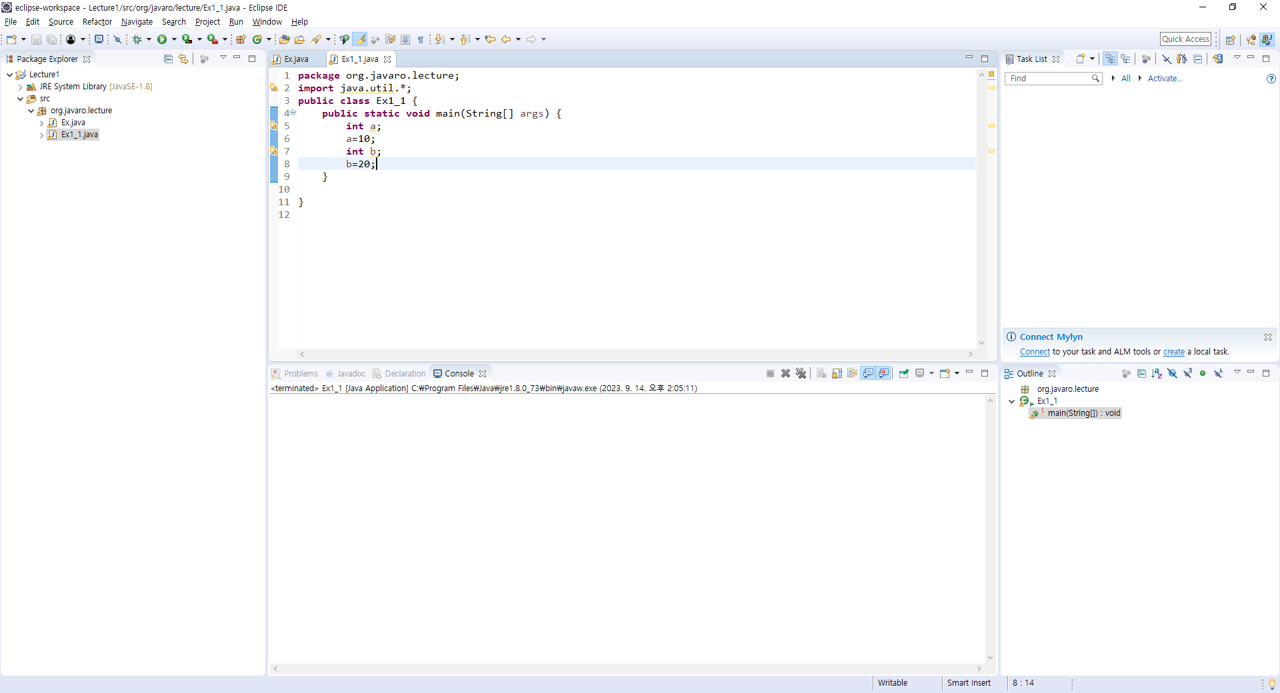 eclipse-workspace - Lecture1/src/org/javaro/lecture/Ex1_1.java - Eclipse IDE
File Edit Source Refactor Navigate Search Project Run Window Help
Quick Access
Package Explorer
Lecture1
JRE System Library [JavaSE-1.8]
src
org.javaro.lecture
Ex.java
Ex1_1.java
Ex.java Ex1_1.java
1 package org.javaro.lecture;
2 import java.util.*;
3 public class Ex1_1 {
4 public static void main(String[] args) {
5 int a;
6 a=10;
7 int b;
8 b=20;
9 }
10
11 }
12
Problems Javadoc Declaration Console
<terminated> Ex1_1 [Java Application] C:₩Program Files₩Java₩jre1.8.0_73₩bin₩javaw.exe (2023. 9. 14. 오후 2:05:11)
Task List
Find All Activate...
Connect Mylyn
Connect to your task and ALM tools or create a local task.
Outline
org.javaro.lecture
Ex1_1
main(String[]) : void
Writable Smart Insert 8 : 14